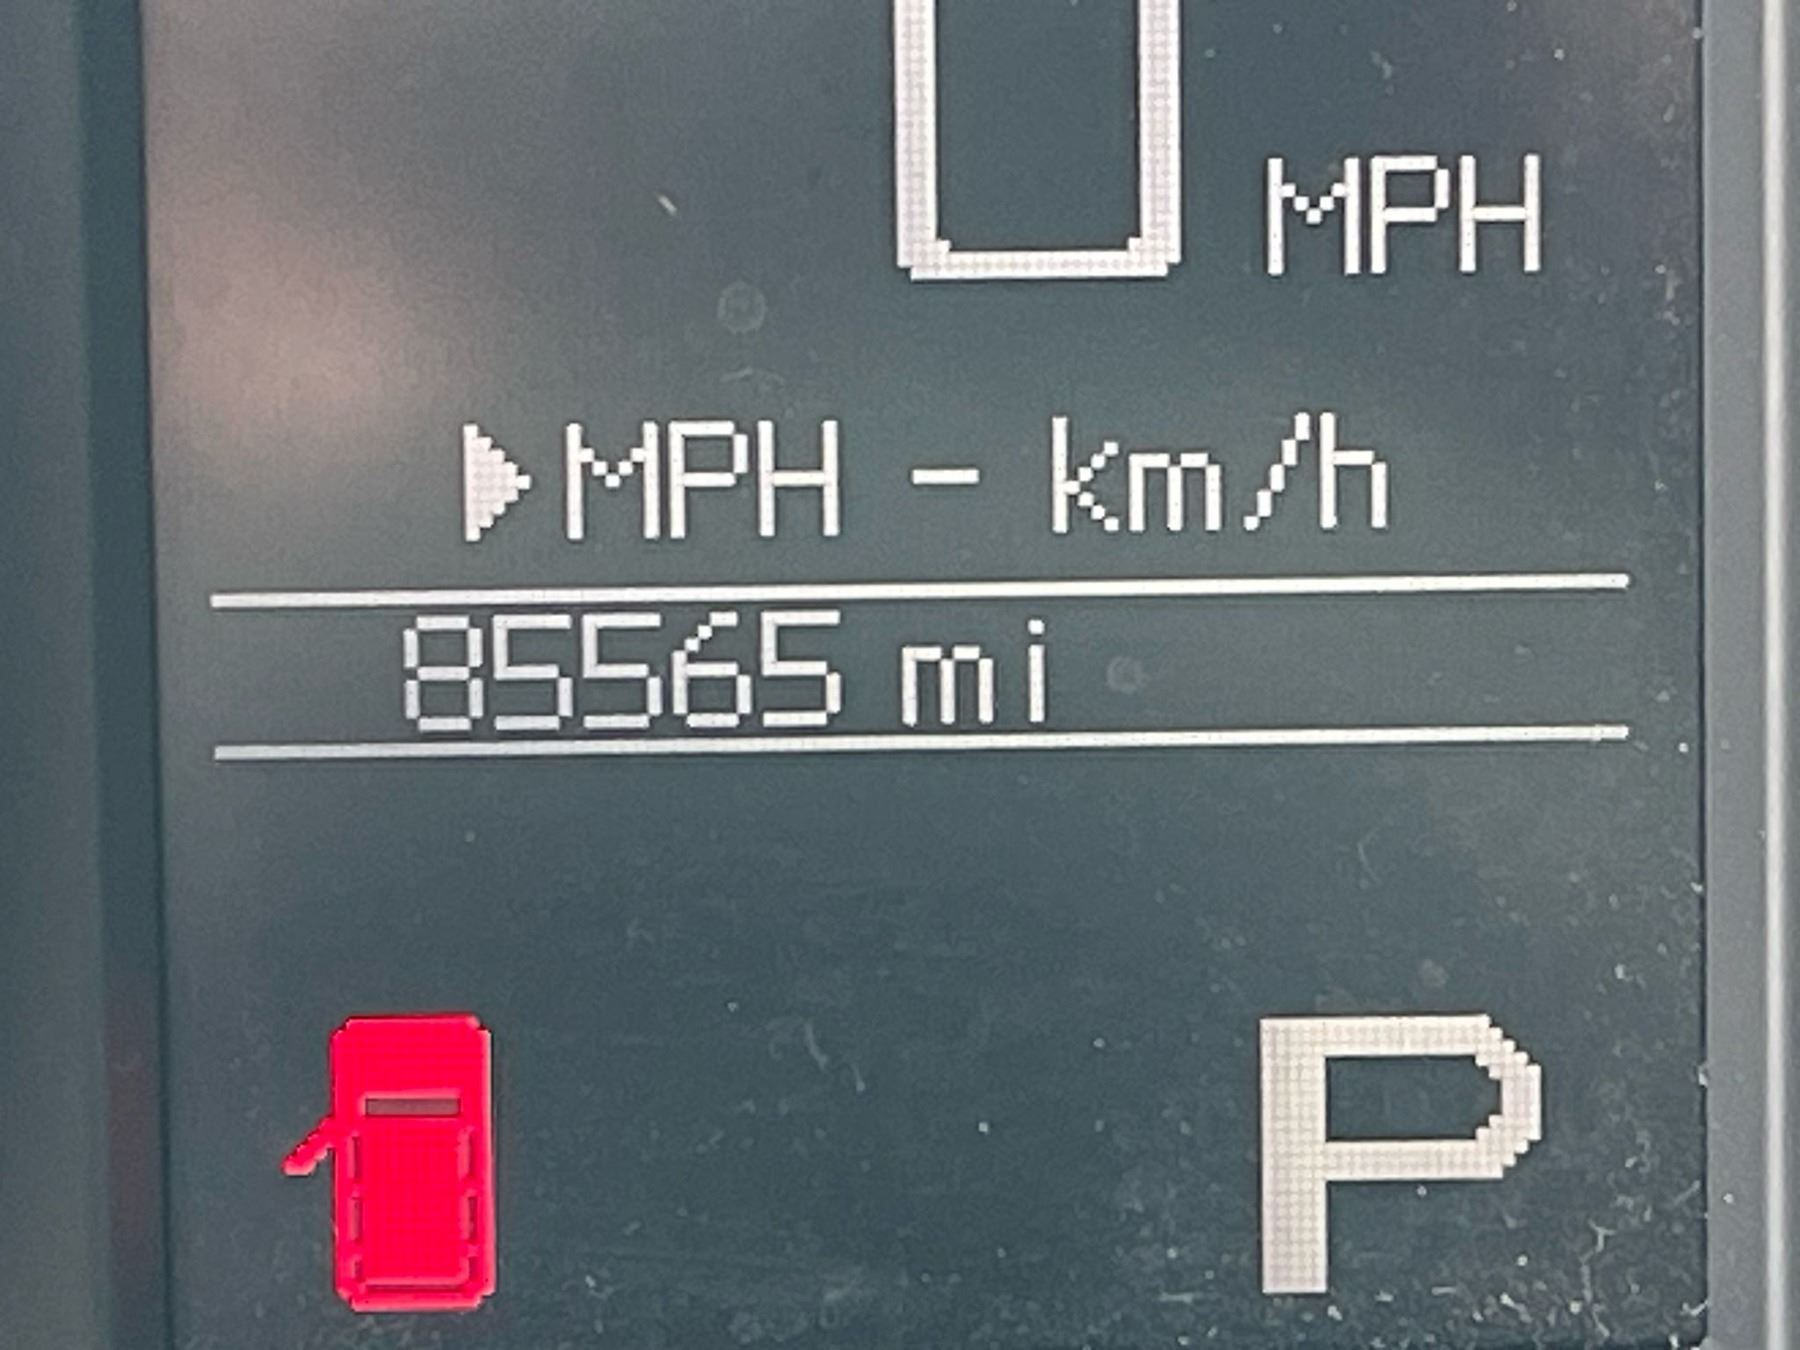 0 MPH
▶MPH - km/h
85565 mi
P